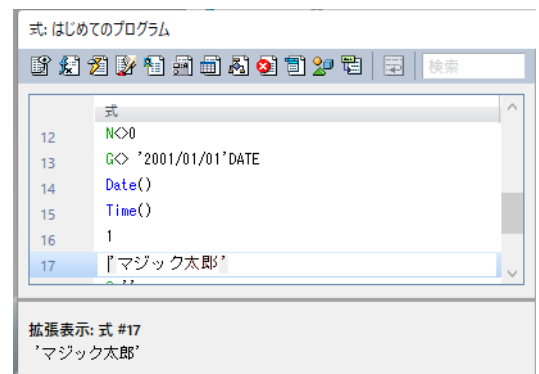 式: はじめてのプログラム
検索
式
12 N<>0
13 G<> '2001/01/01'DATE
14 Date()
15 Time()
16 1
17 'マジック太郎'
拡張表示: 式 #17
'マジック太郎'